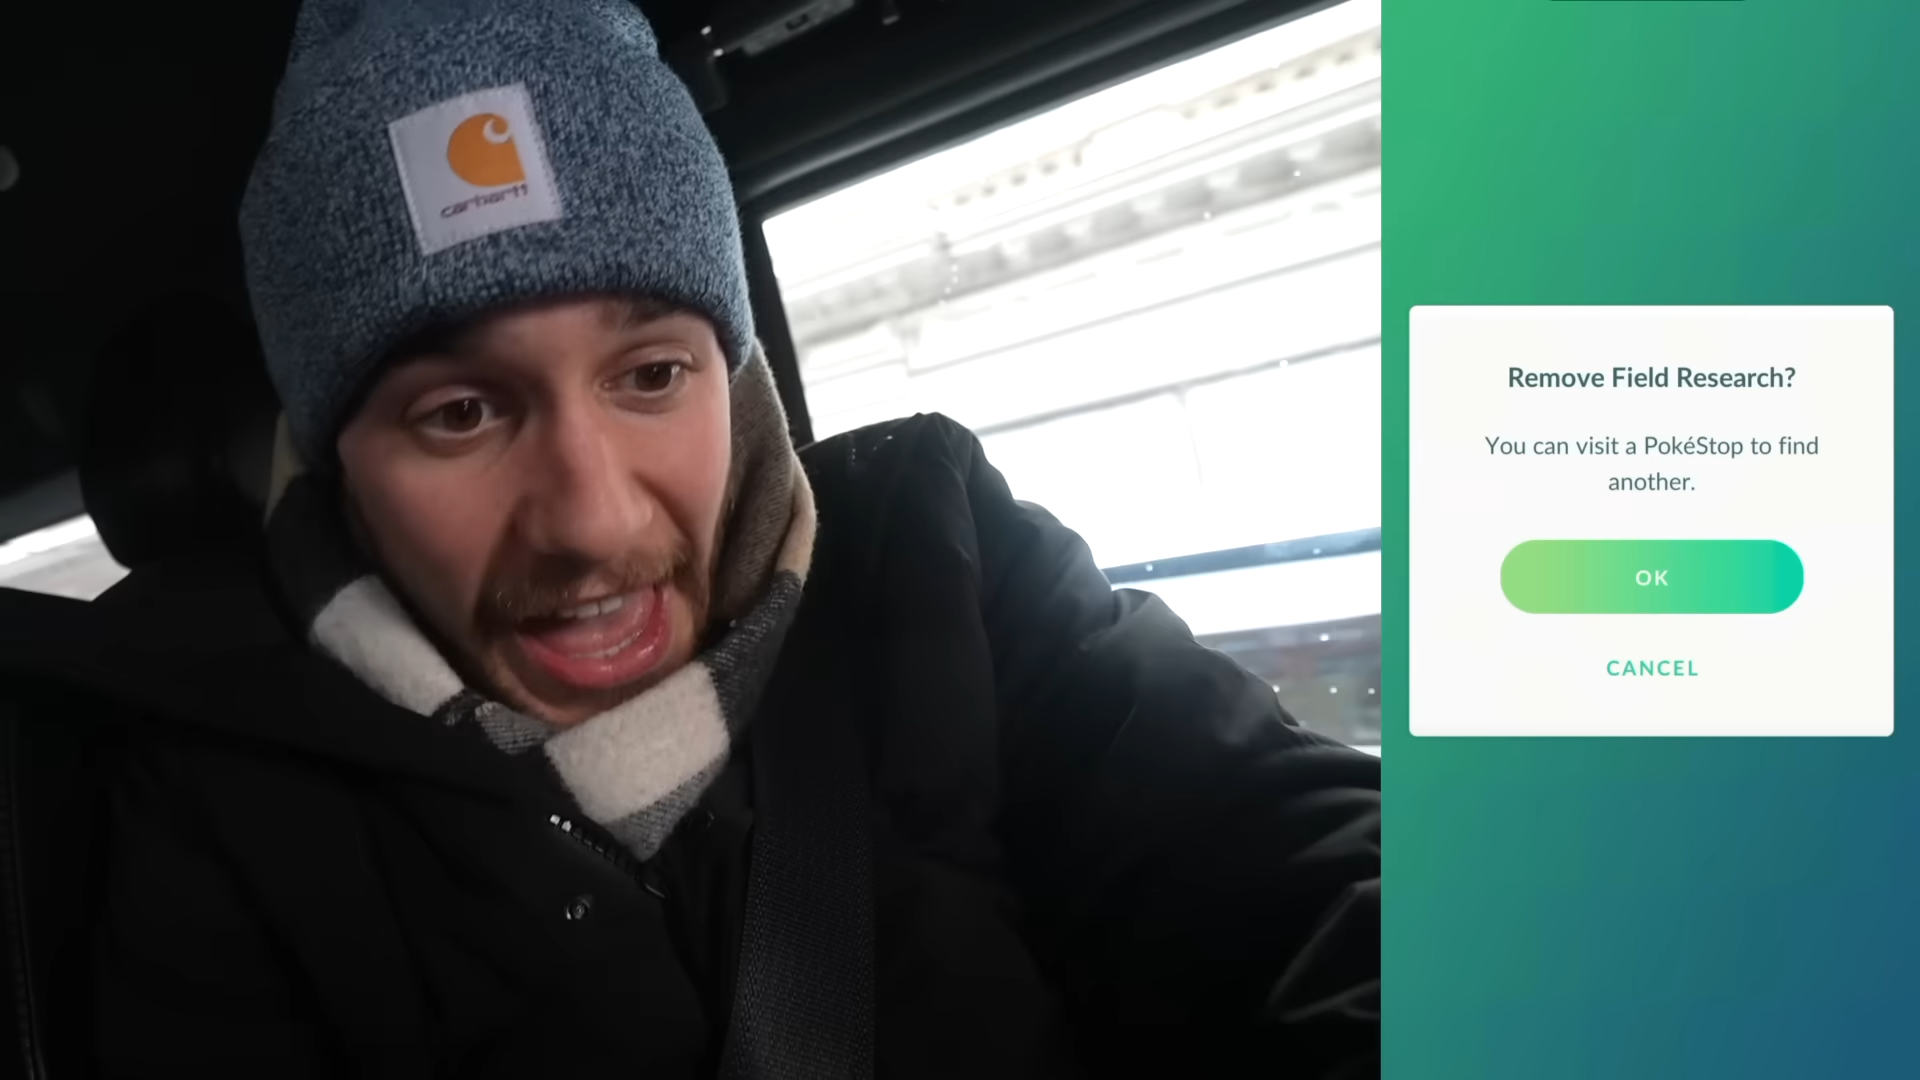 carhartt
Remove Field Research?
You can visit a PokéStop to find
another.
OK
CANCEL